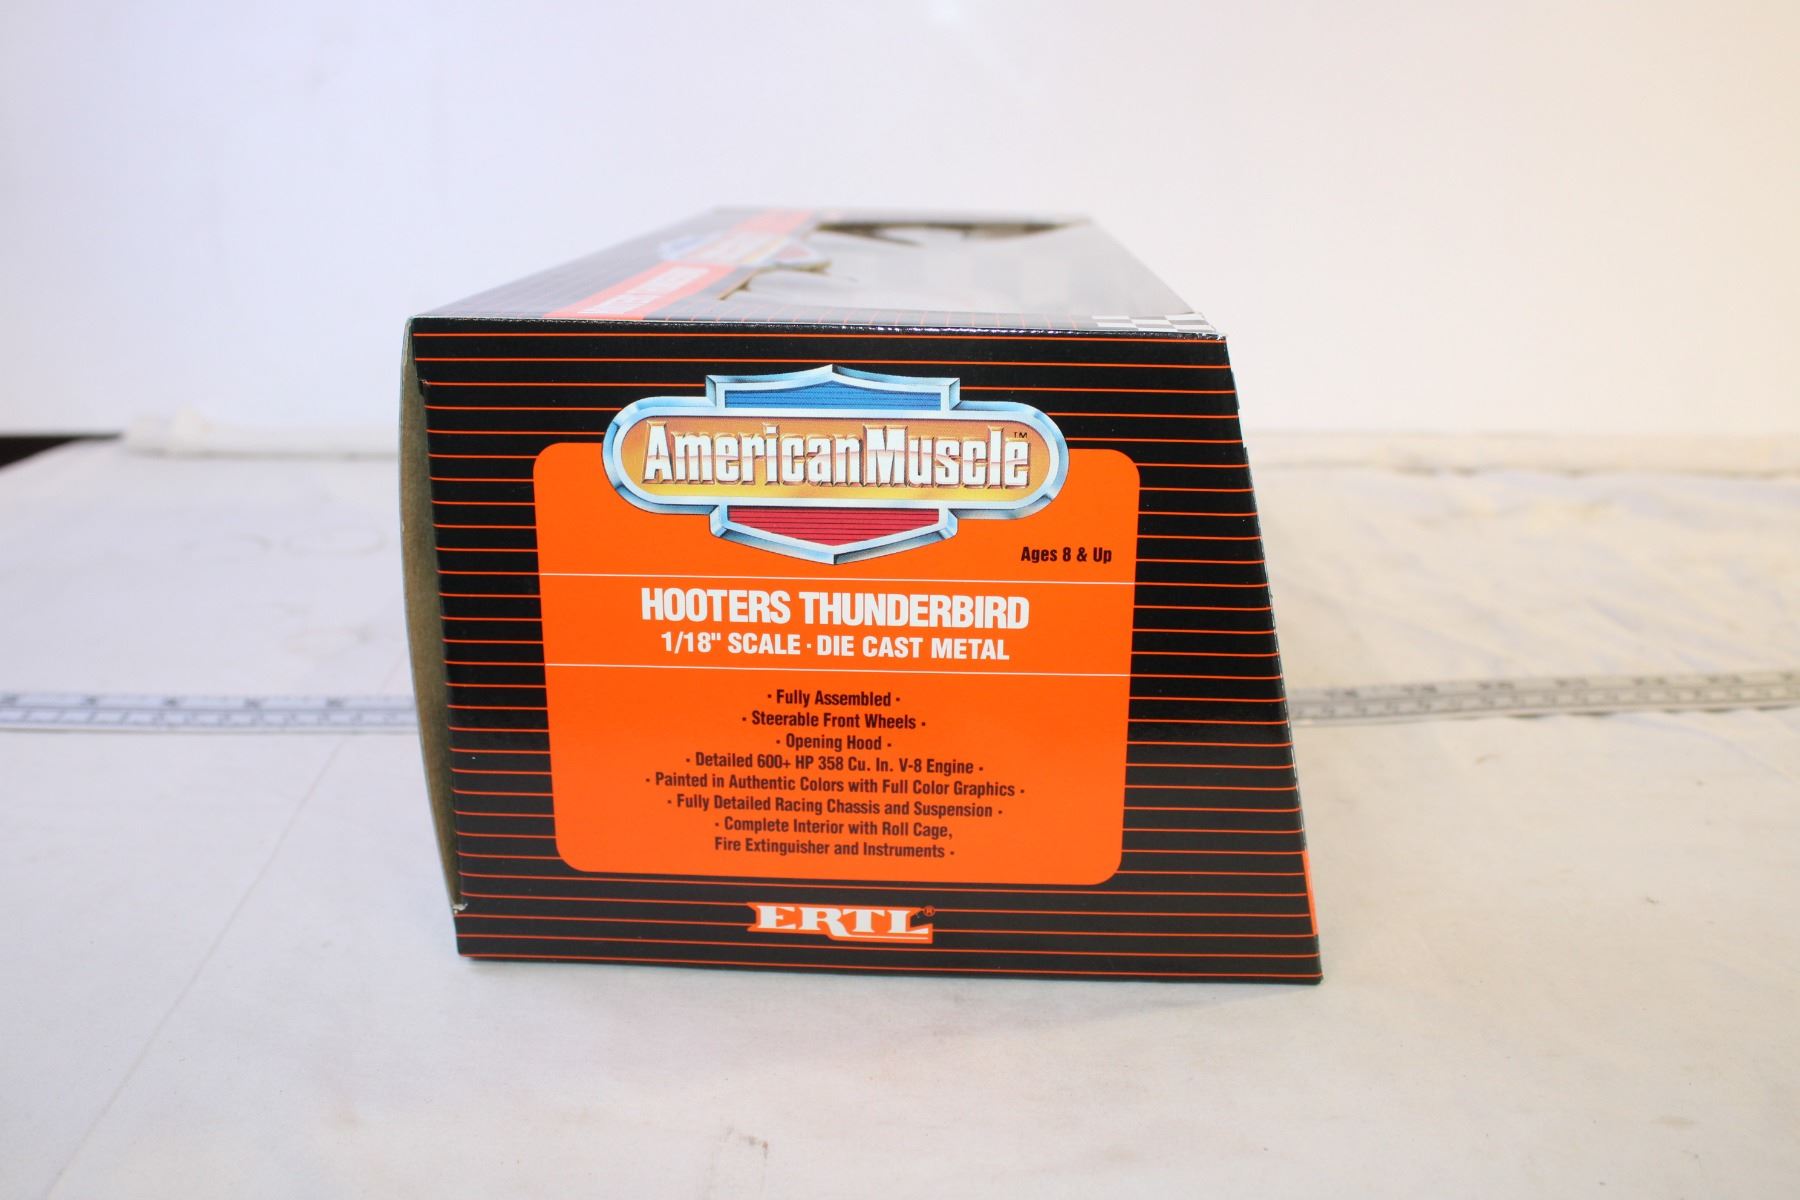 American Muscle™
Ages 8 & Up
HOOTERS THUNDERBIRD
1/18" SCALE · DIE CAST METAL
· Fully Assembled ·
· Steerable Front Wheels ·
· Opening Hood ·
· Detailed 600+ HP 358 Cu. In. V-8 Engine ·
· Painted in Authentic Colors with Full Color Graphics ·
· Fully Detailed Racing Chassis and Suspension ·
· Complete Interior with Roll Cage,
Fire Extinguisher and Instruments ·
ERTL®